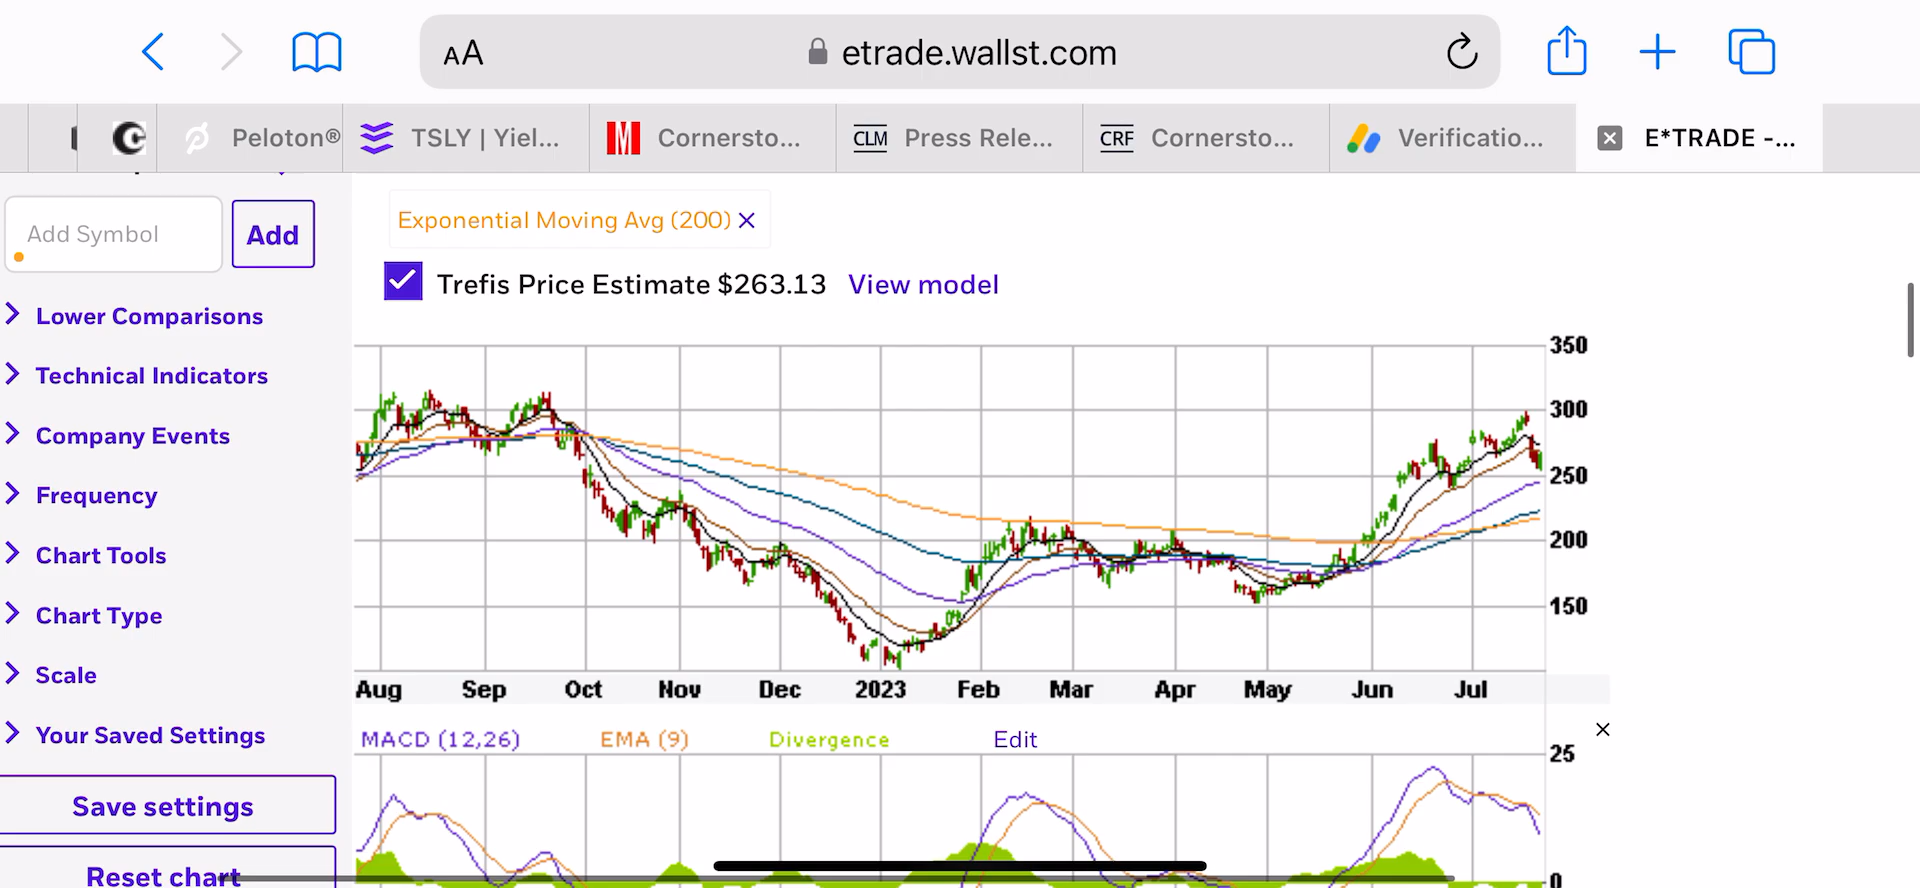 AA
etrade.wallst.com
Peloton®
TSLY | Yiel...
M Cornersto...
CLM Press Rele...
CRF Cornersto...
Verificatio...
E*TRADE -...
Add Symbol
Add
Lower Comparisons
Technical Indicators
Company Events
Frequency
Chart Tools
Chart Type
Scale
Your Saved Settings
Save settings
Reset chart
Exponential Moving Avg (200)
Trefis Price Estimate $263.13 View model
350
300
250
200
150
Aug Sep Oct Nov Dec 2023 Feb Mar Apr May Jun Jul
MACD (12,26) EMA (9) Divergence Edit
25
0